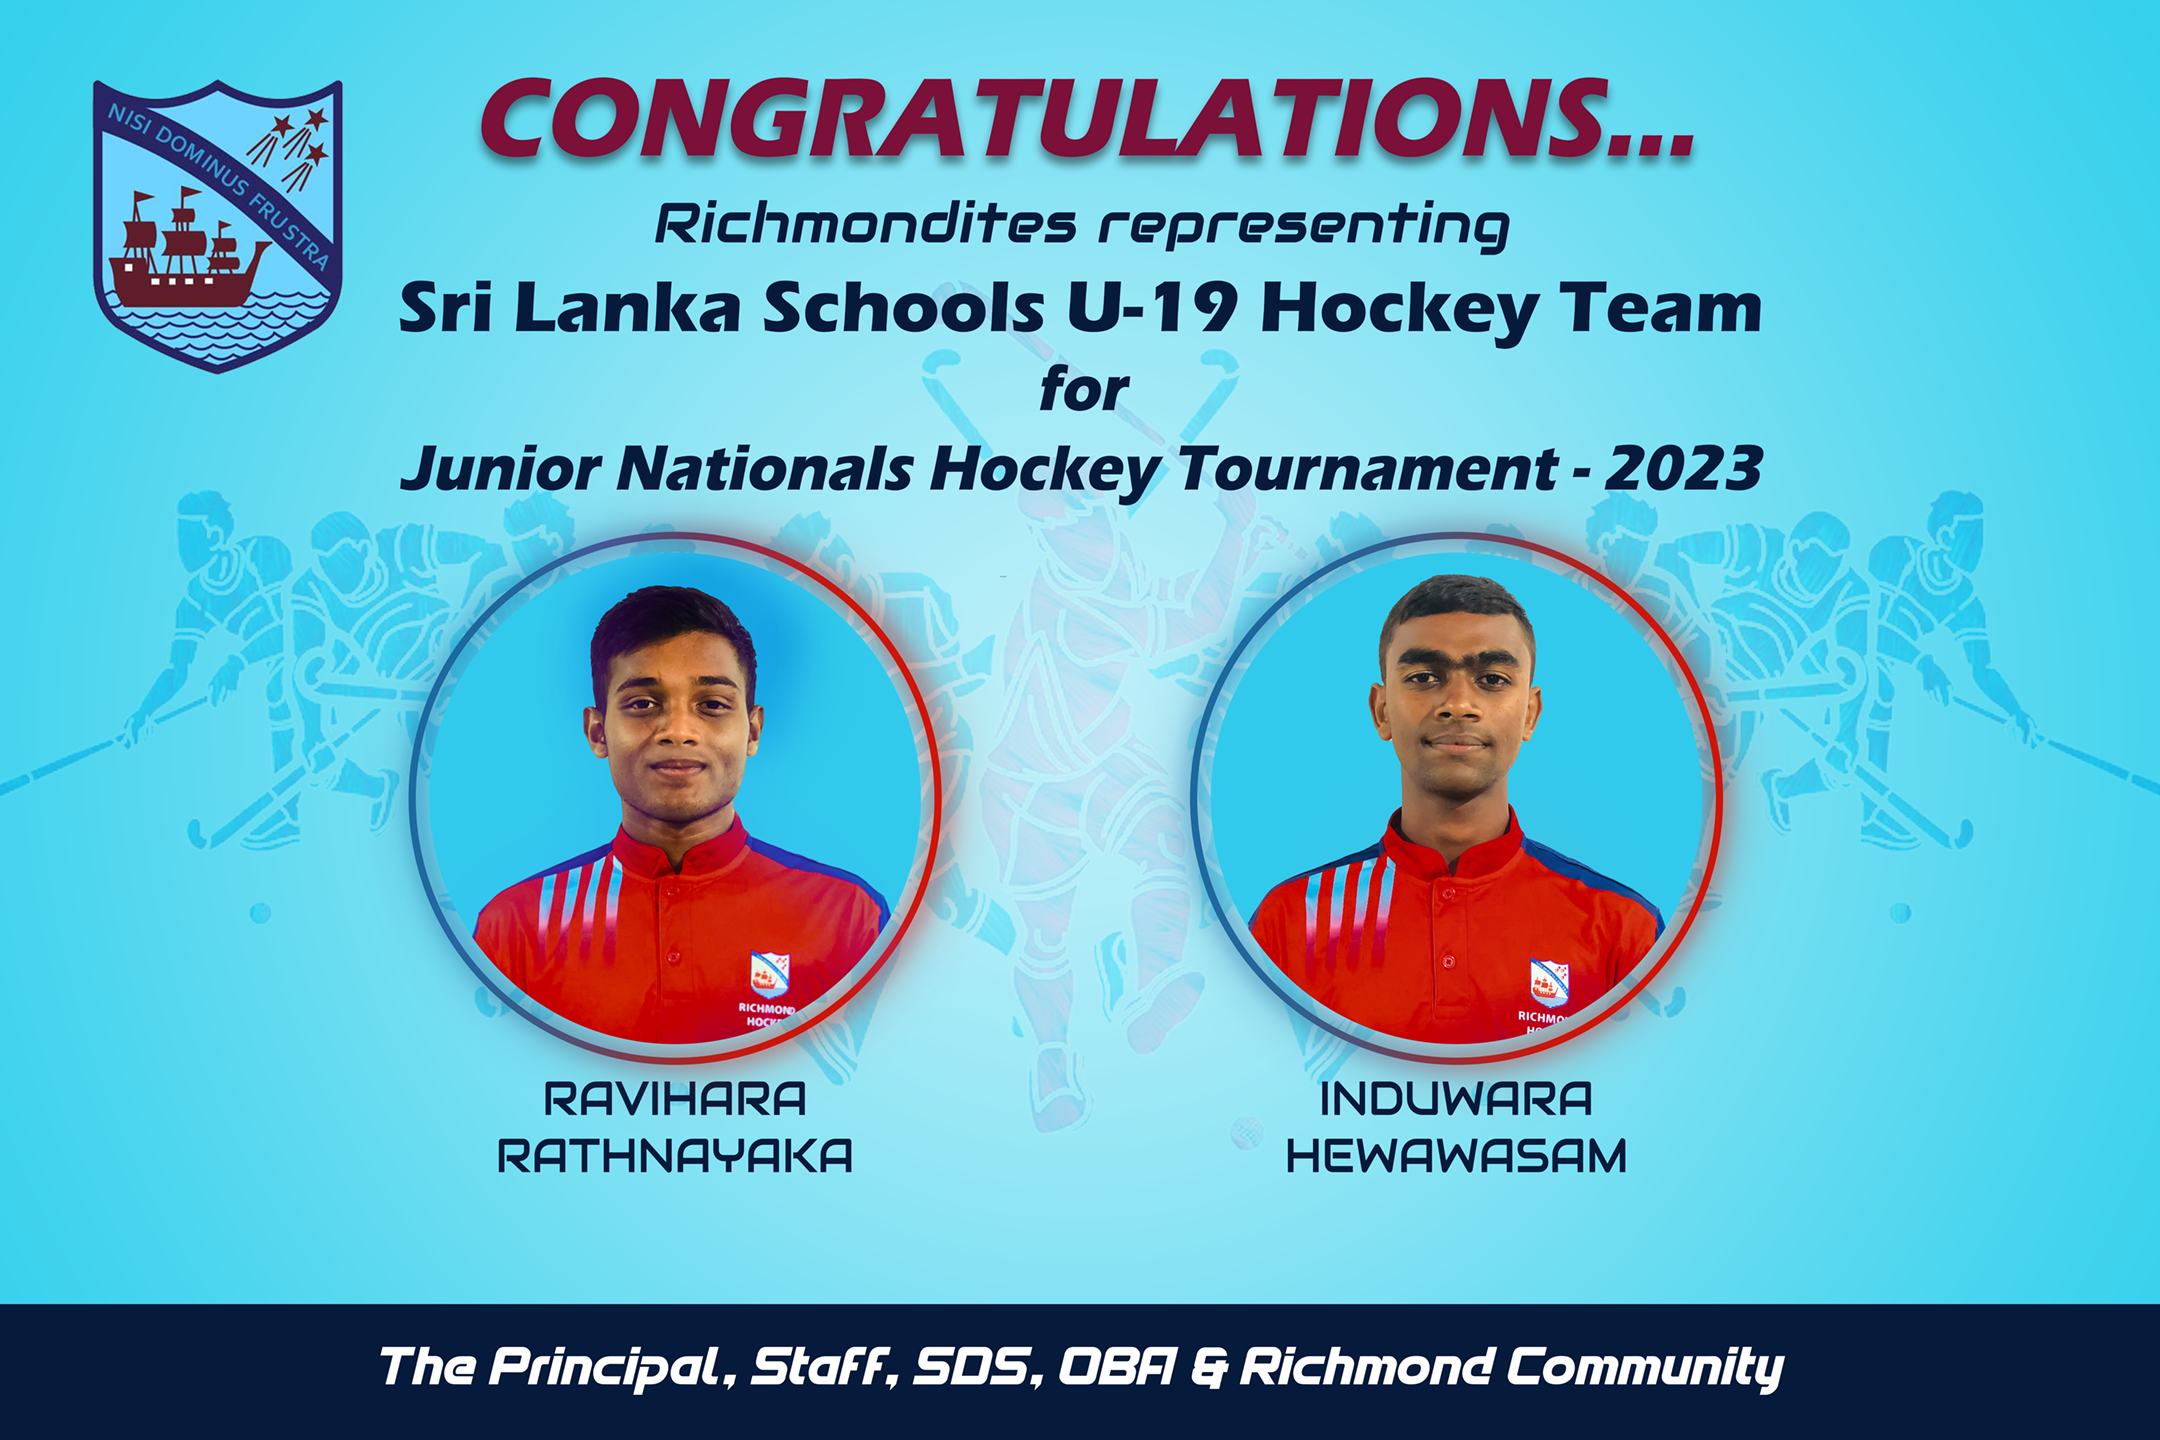 NISI DOMINUS FRUSTRA
CONGRATULATIONS...
Richmondites representing
Sri Lanka Schools U-19 Hockey Team
for
Junior Nationals Hockey Tournament - 2023
RICHMOND
RAVIHARA
RATHNAYAKA
INDUWARA
HEWAWASAM
The Principal, Staff, SDS, OBA & Richmond Community